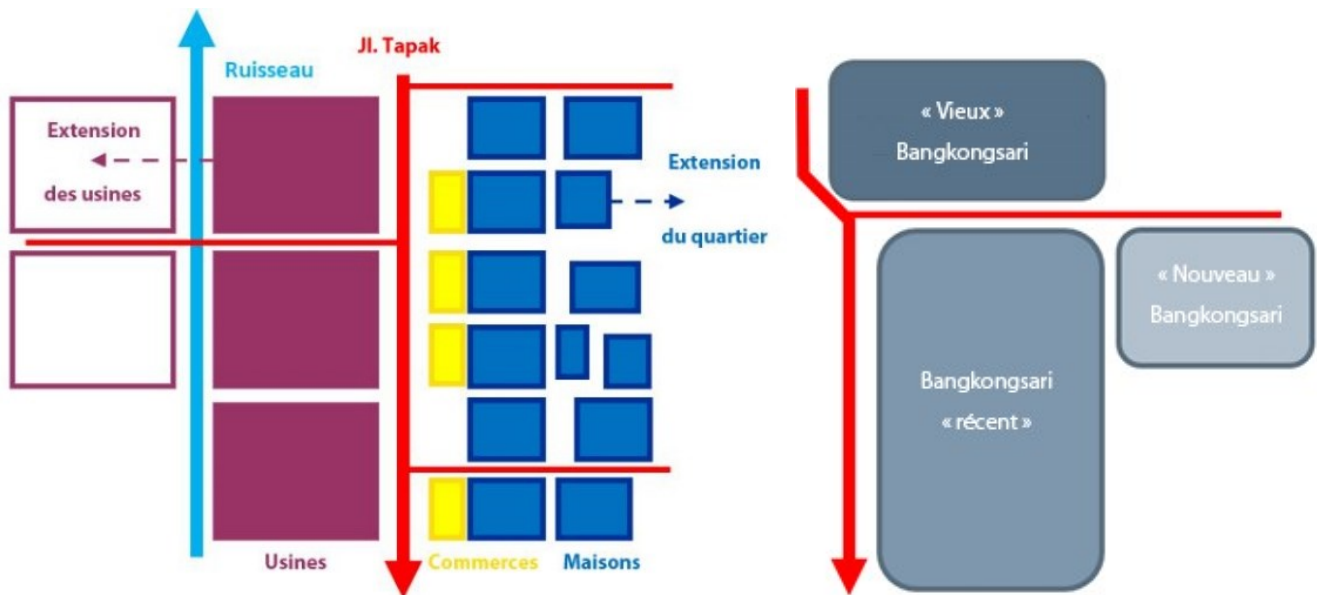 Jl. Tapak
Ruisseau
Extension
des usines
Extension
du quartier
Usines
Commerces
Maisons
« Vieux »
Bangkongsari
« Nouveau »
Bangkongsari
Bangkongsari
« récent »